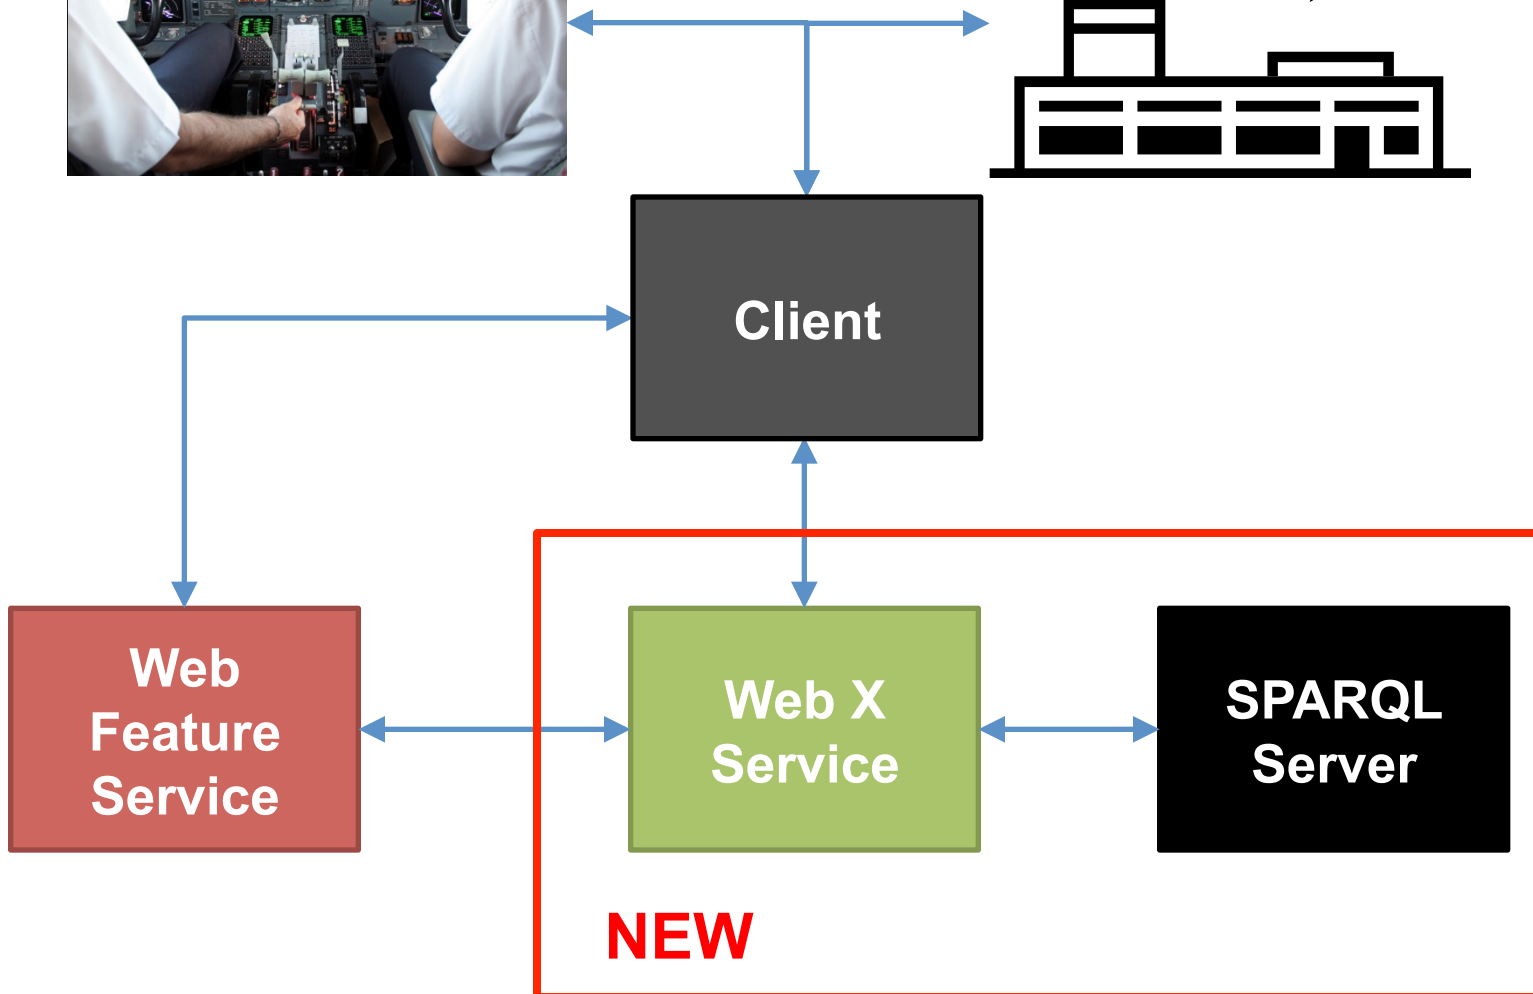 Client
Web
Feature
Service
Web X
Service
SPARQL
Server
NEW